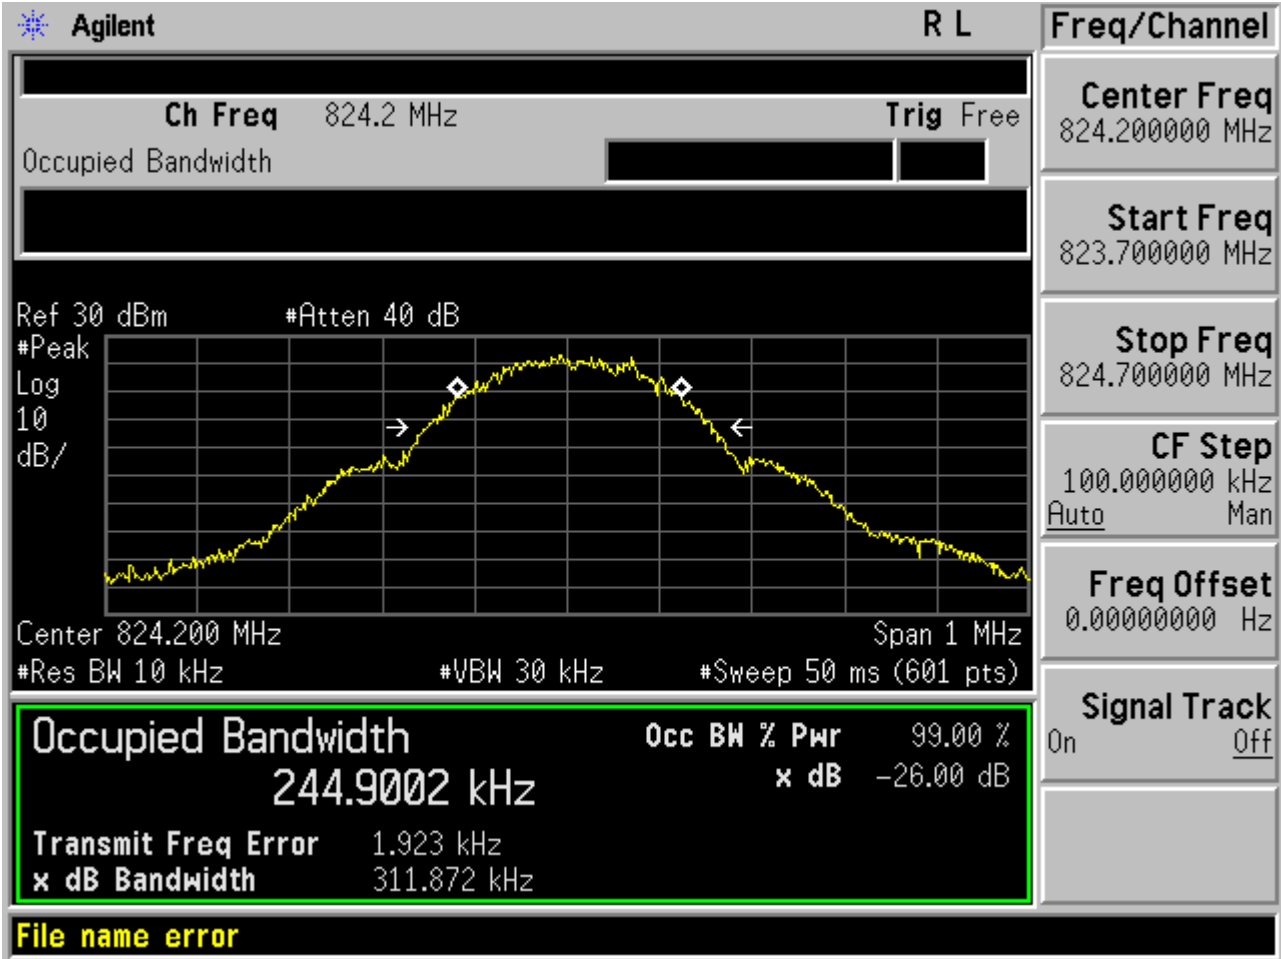 Agilent R L Freq/Channel
Ch Freq 824.2 MHz Trig Free
Occupied Bandwidth
Center Freq
824.200000 MHz
Start Freq
823.700000 MHz
Stop Freq
824.700000 MHz
CF Step
100.000000 kHz
Auto Man
Freq Offset
0.00000000 Hz
Signal Track
On Off
Ref 30 dBm #Atten 40 dB
#Peak
Log
10
dB/
Center 824.200 MHz Span 1 MHz
#Res BW 10 kHz #VBW 30 kHz #Sweep 50 ms (601 pts)
Occupied Bandwidth Occ BW % Pwr 99.00 %
244.9002 kHz x dB -26.00 dB
Transmit Freq Error 1.923 kHz
x dB Bandwidth 311.872 kHz
File name error